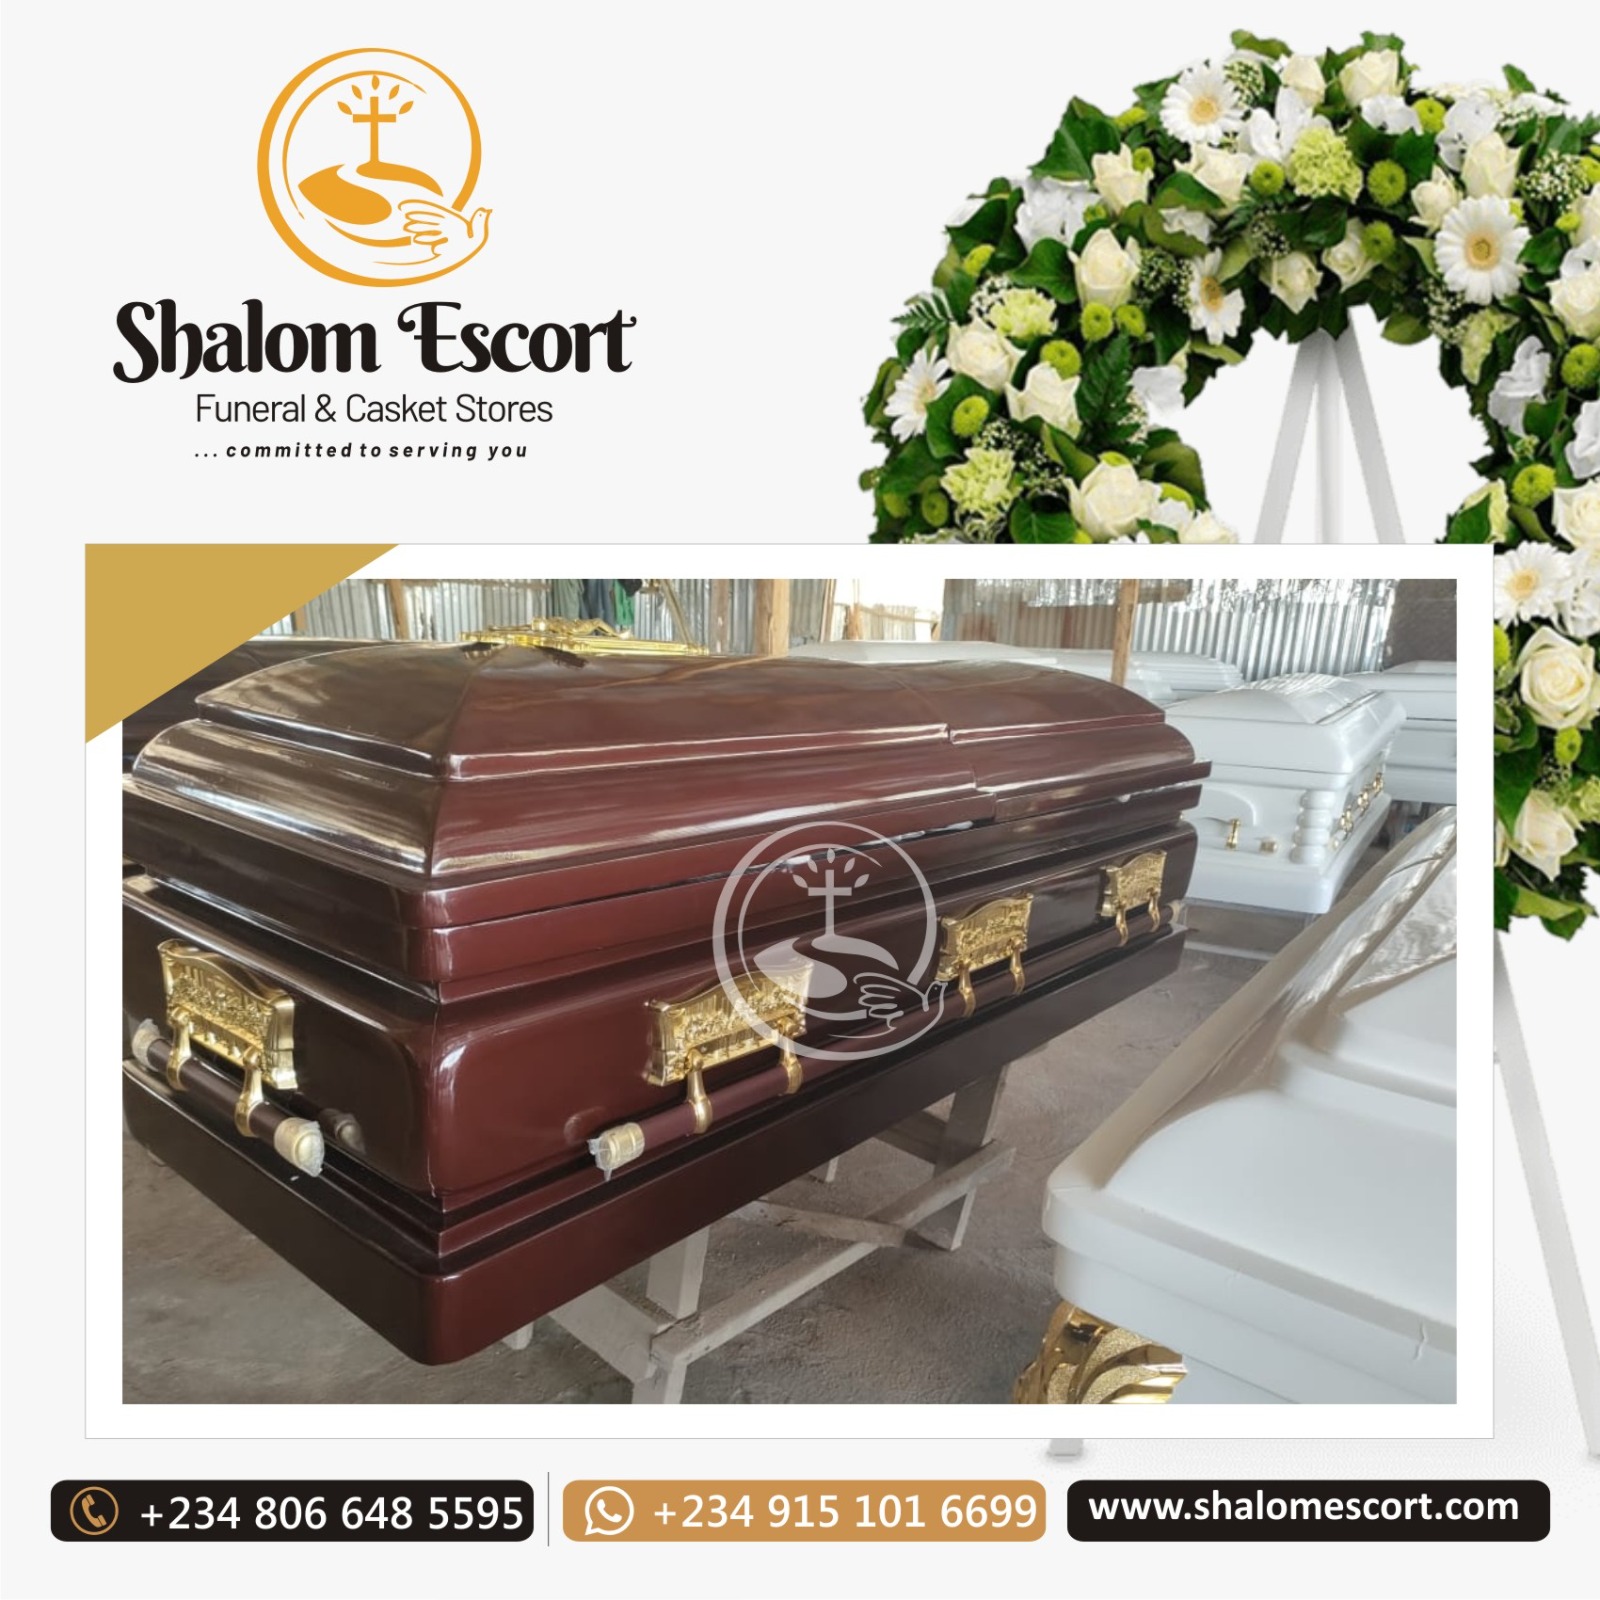 Shalom Escort
Funeral & Casket Stores
... committed to serving you
+234 806 648 5595
+234 915 101 6699
www.shalomescort.com